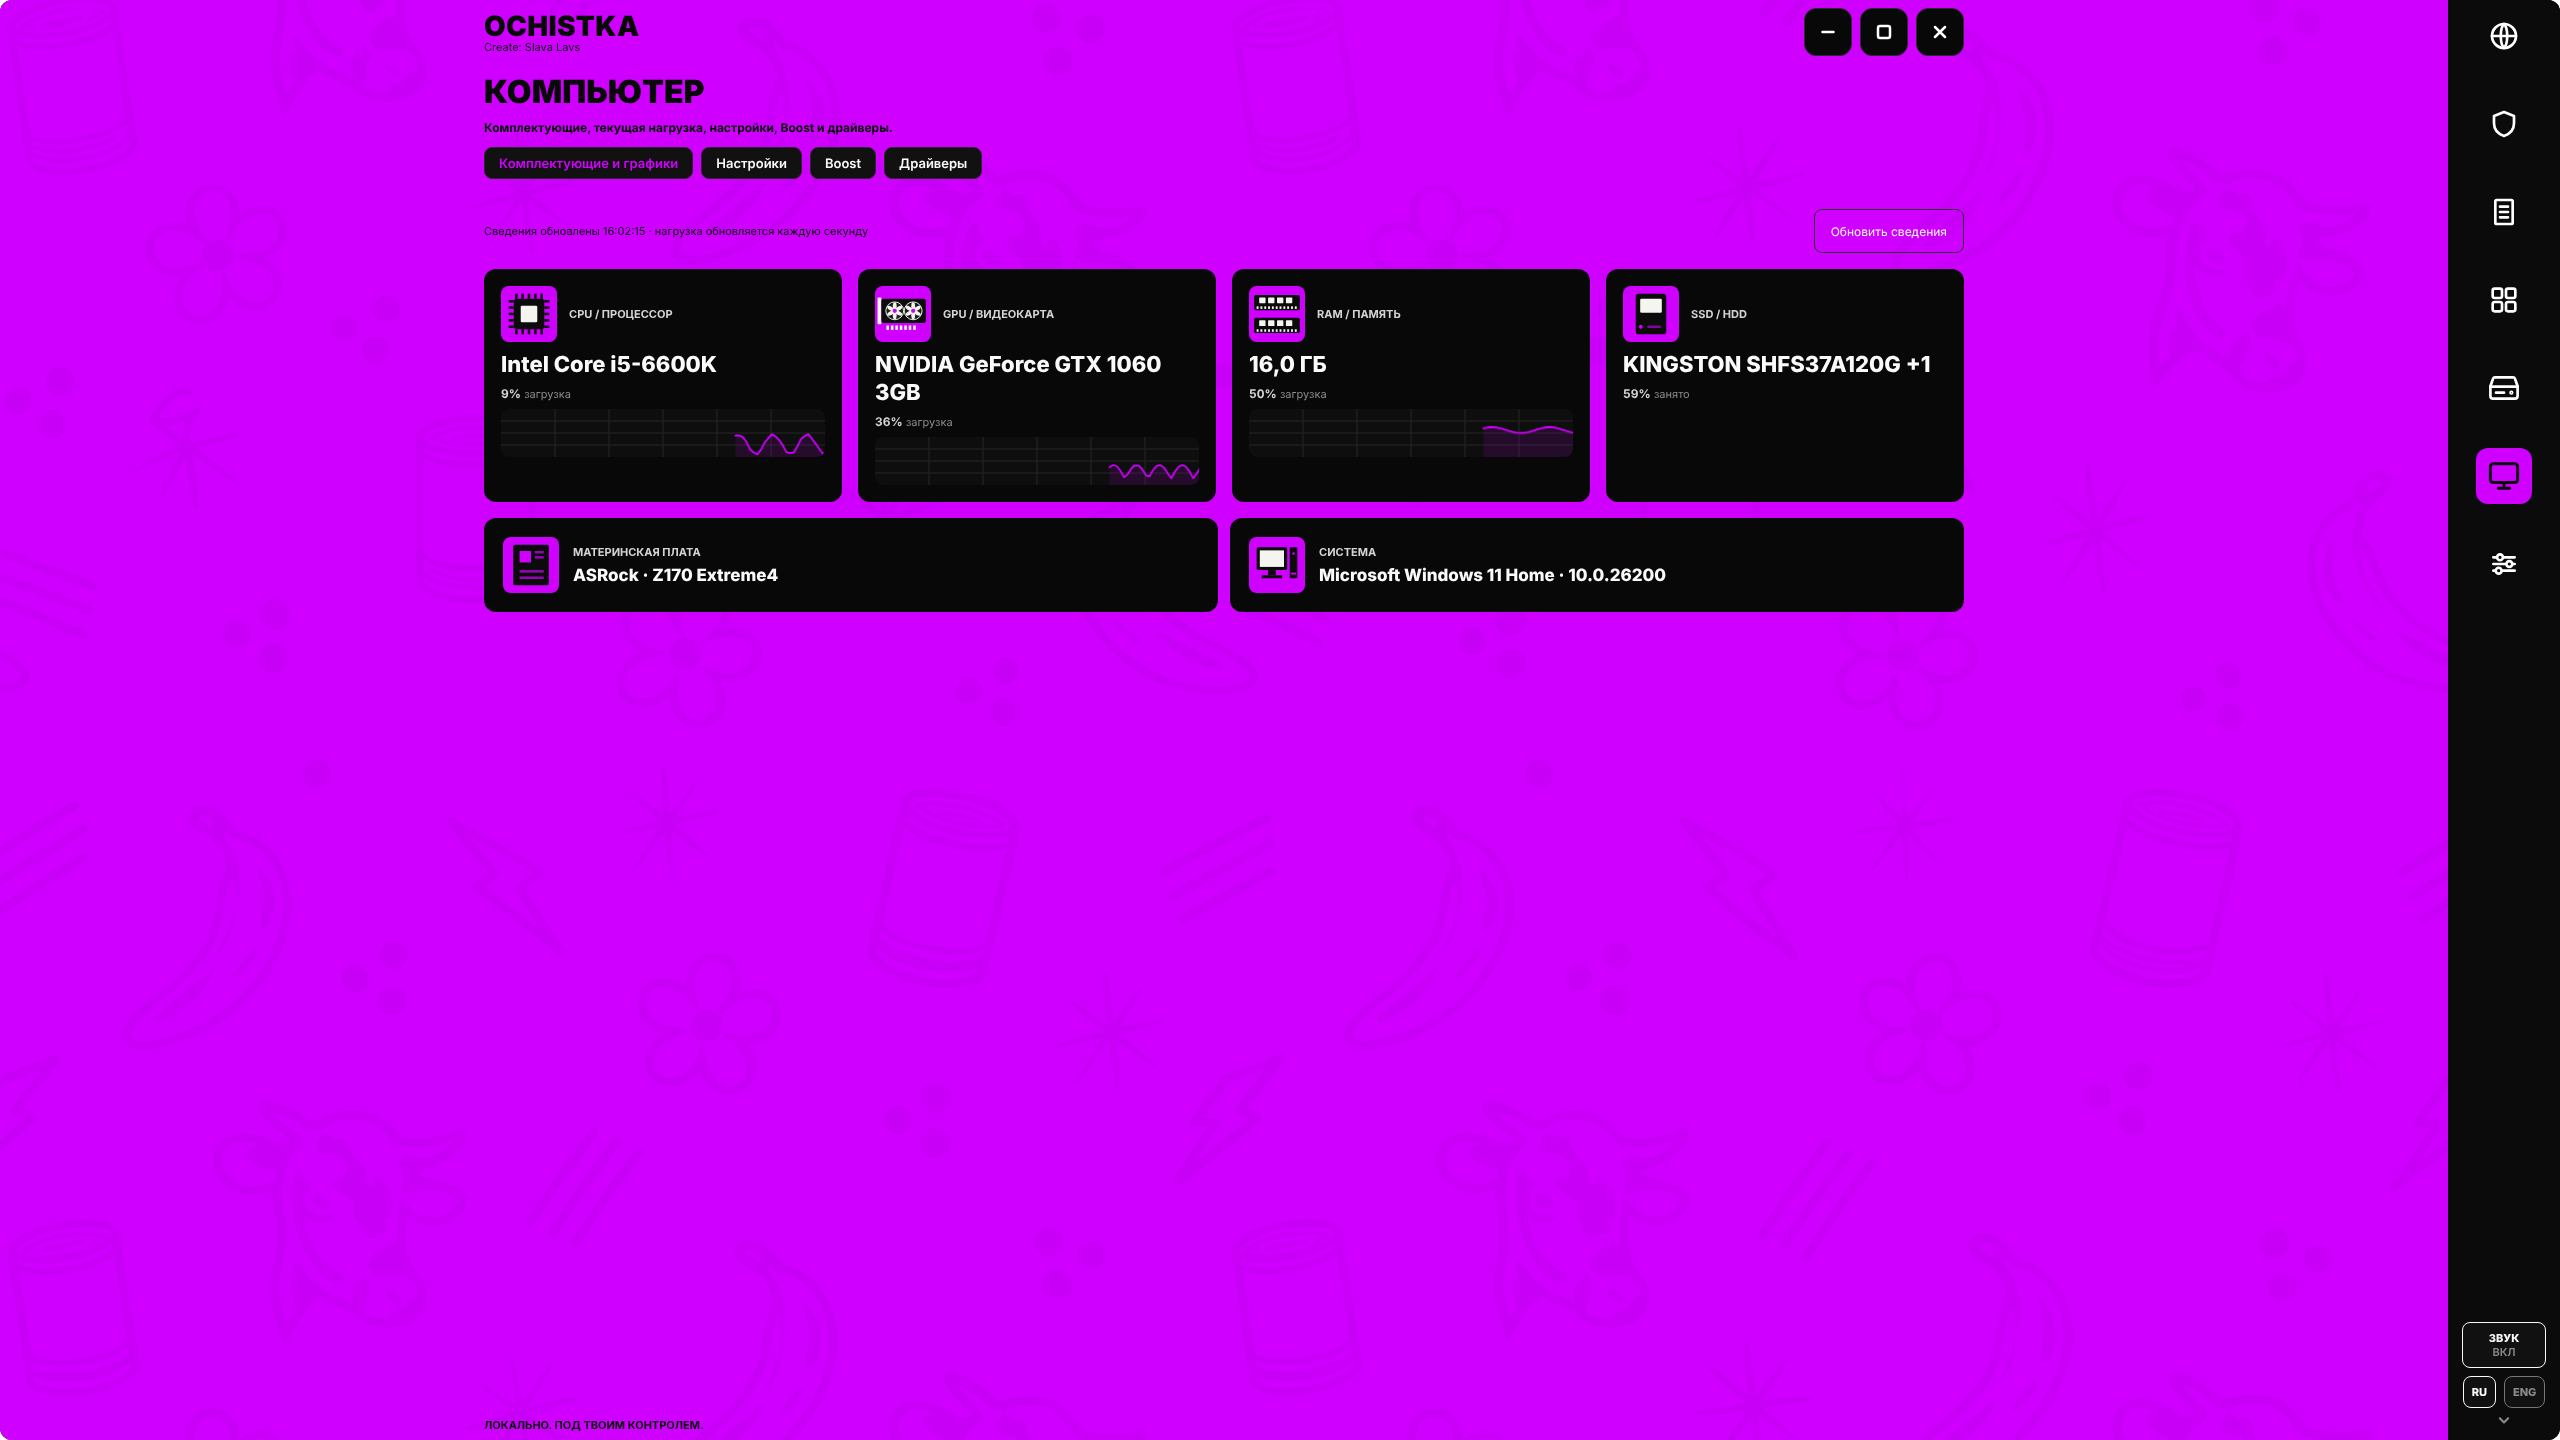 OCHISTKA
Create: Slava Lavs
КОМПЬЮТЕР
Комплектующие, текущая нагрузка, настройки, Boost и драйверы.
Комплектующие и графики
Настройки
Boost
Драйверы
Сведения обновлены 16:02:15 · нагрузка обновляется каждую секунду
Обновить сведения
CPU / ПРОЦЕССОР
Intel Core i5-6600K
9% загрузка
GPU / ВИДЕОКАРТА
NVIDIA GeForce GTX 1060
3GB
36% загрузка
RAM / ПАМЯТЬ
16,0 ГБ
50% загрузка
SSD / HDD
KINGSTON SHFS37A120G +1
59% занято
МАТЕРИНСКАЯ ПЛАТА
ASRock · Z170 Extreme4
СИСТЕМА
Microsoft Windows 11 Home · 10.0.26200
ЗВУК
ВКЛ
RU
ENG
ЛОКАЛЬНО. ПОД ТВОИМ КОНТРОЛЕМ.